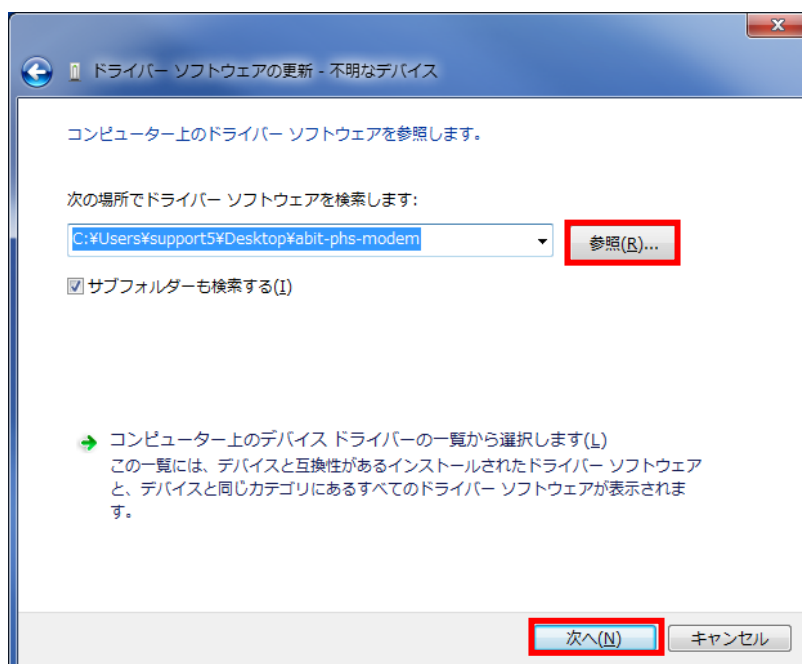 ドライバー ソフトウェアの更新 - 不明なデバイス
コンピューター上のドライバー ソフトウェアを参照します。
次の場所でドライバー ソフトウェアを検索します:
C:¥Users¥support5¥Desktop¥abit-phs-modem
参照(R)...
サブフォルダーも検索する(I)
コンピューター上のデバイス ドライバーの一覧から選択します(L)
この一覧には、デバイスと互換性があるインストールされたドライバー ソフトウェア
と、デバイスと同じカテゴリにあるすべてのドライバー ソフトウェアが表示されま
す。
次へ(N)
キャンセル